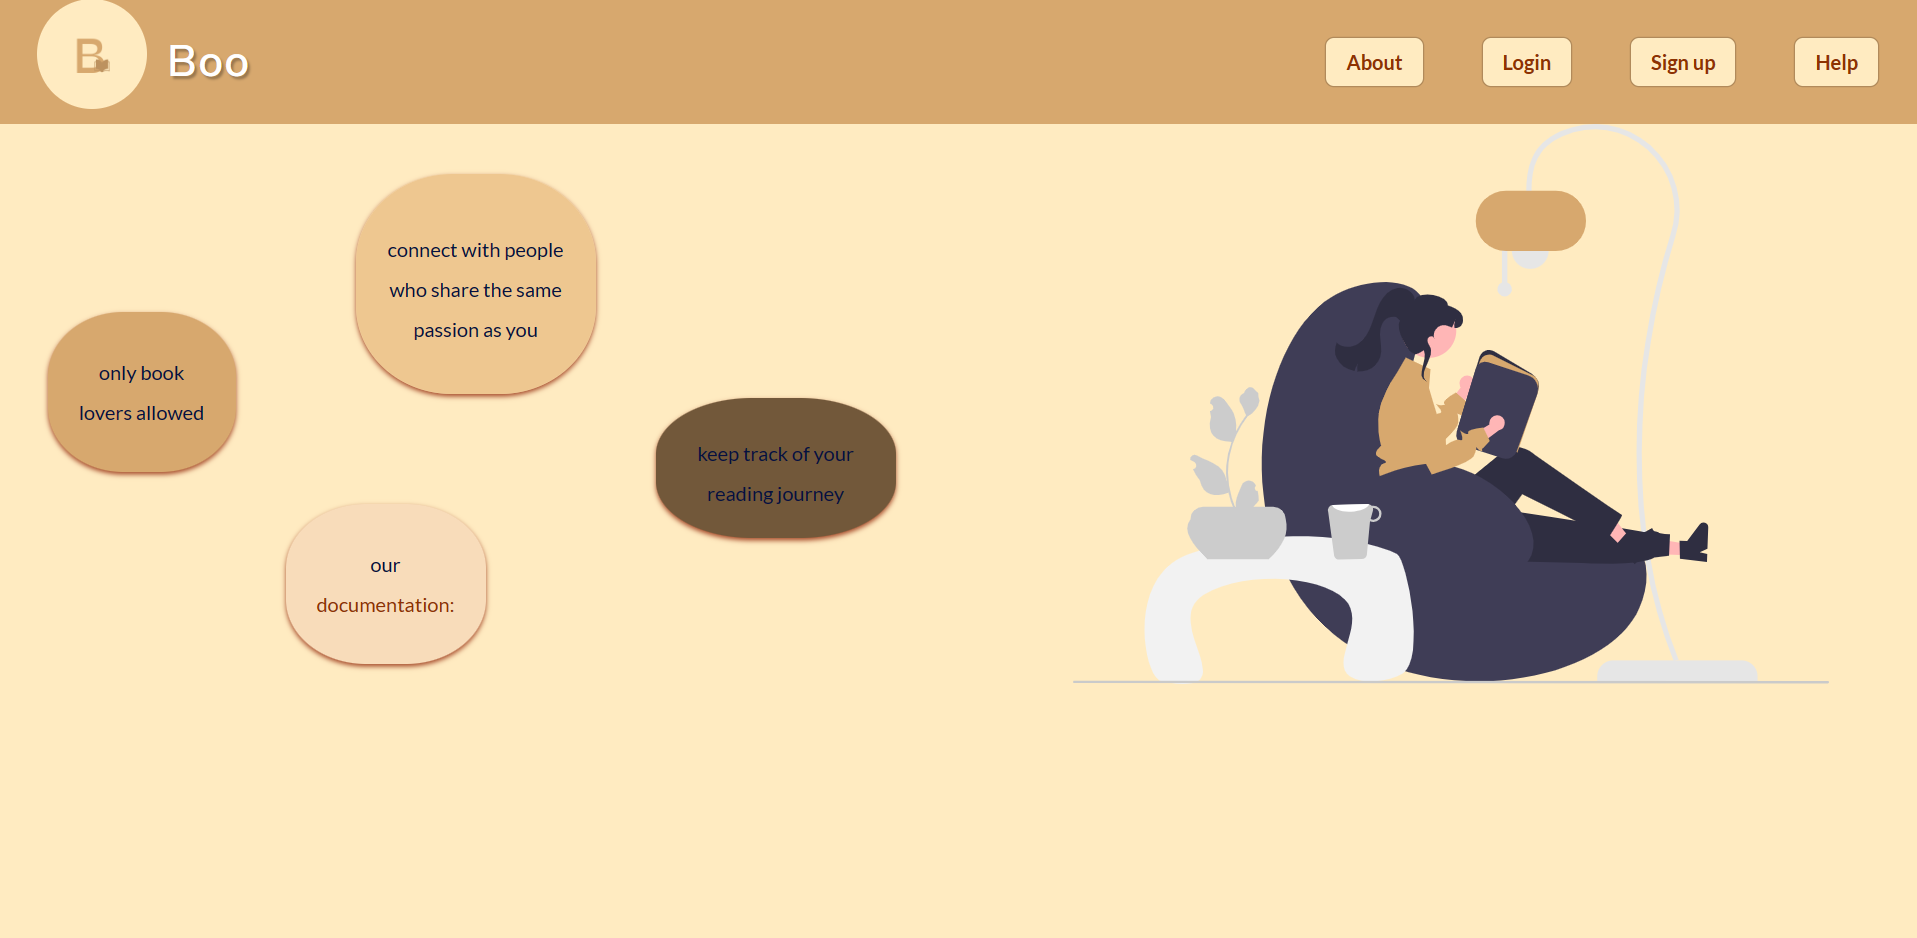 B
Boo
About
Login
Sign up
Help
connect with people
who share the same
passion as you
only book
lovers allowed
keep track of your
reading journey
our
documentation: